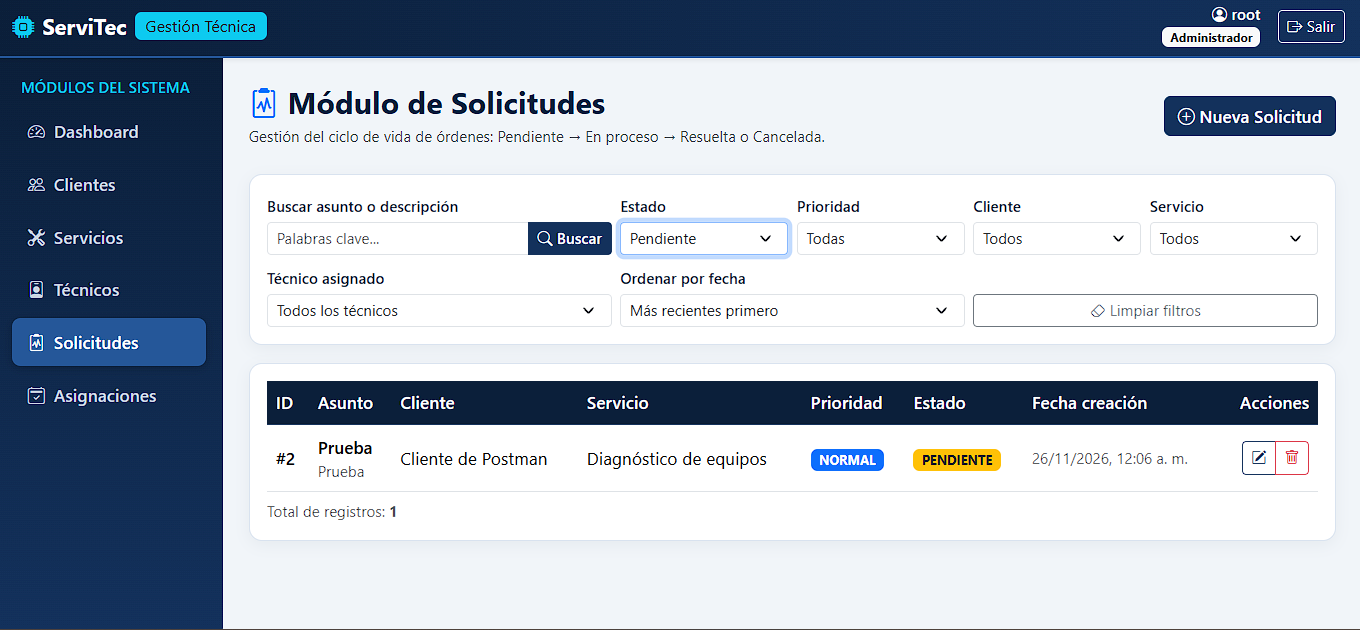 ServiTec Gestión Técnica
root
Administrador
Salir
MÓDULOS DEL SISTEMA
Dashboard
Clientes
Servicios
Técnicos
Solicitudes
Asignaciones
Módulo de Solicitudes
Gestión del ciclo de vida de órdenes: Pendiente → En proceso → Resuelta o Cancelada.
Nueva Solicitud
Buscar asunto o descripción Estado Prioridad Cliente Servicio
Palabras clave... Buscar Pendiente Todas Todos Todos
Técnico asignado Ordenar por fecha
Todos los técnicos Más recientes primero Limpiar filtros
ID Asunto Cliente Servicio Prioridad Estado Fecha creación Acciones
#2 Prueba Cliente de Postman Diagnóstico de equipos NORMAL PENDIENTE 26/11/2026, 12:06 a. m.
Prueba
Total de registros: 1